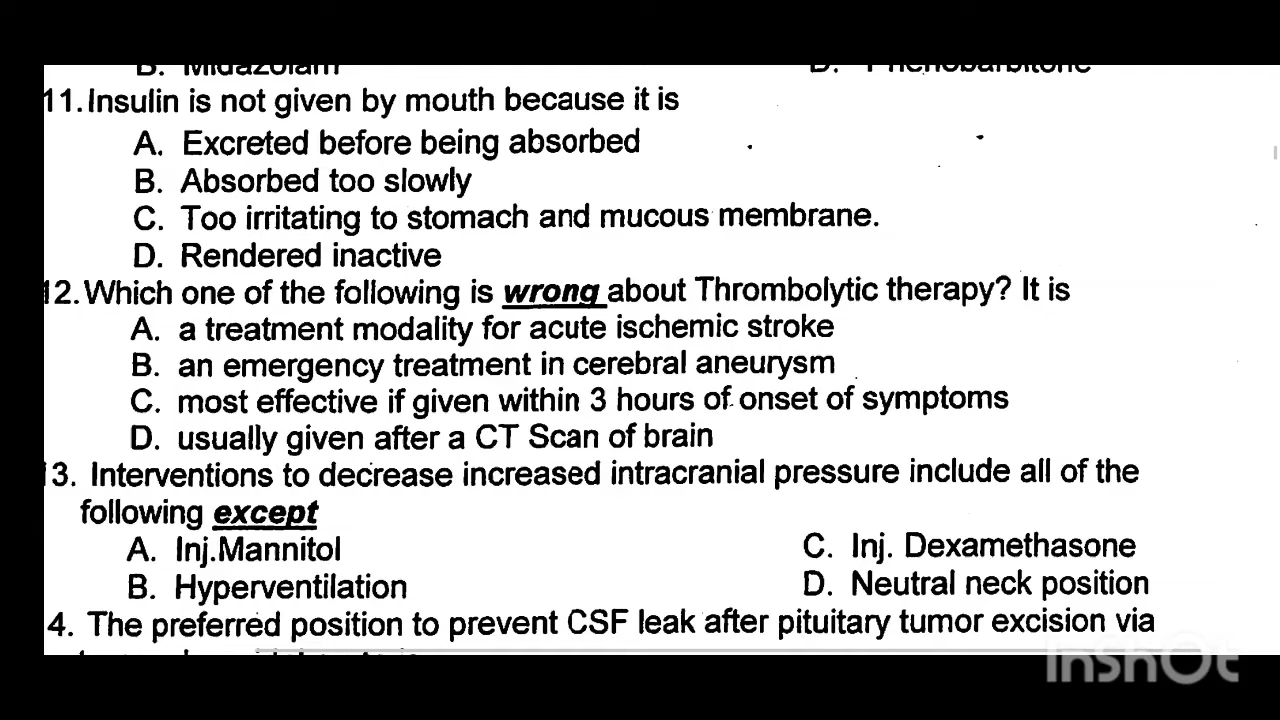 B. Midazolam D. Phenobarbitone
11. Insulin is not given by mouth because it is
A. Excreted before being absorbed
B. Absorbed too slowly
C. Too irritating to stomach and mucous membrane.
D. Rendered inactive
12. Which one of the following is wrong about Thrombolytic therapy? It is
A. a treatment modality for acute ischemic stroke
B. an emergency treatment in cerebral aneurysm
C. most effective if given within 3 hours of onset of symptoms
D. usually given after a CT Scan of brain
13. Interventions to decrease increased intracranial pressure include all of the
following except
A. Inj.Mannitol C. Inj. Dexamethasone
B. Hyperventilation D. Neutral neck position
4. The preferred position to prevent CSF leak after pituitary tumor excision via
InShOt